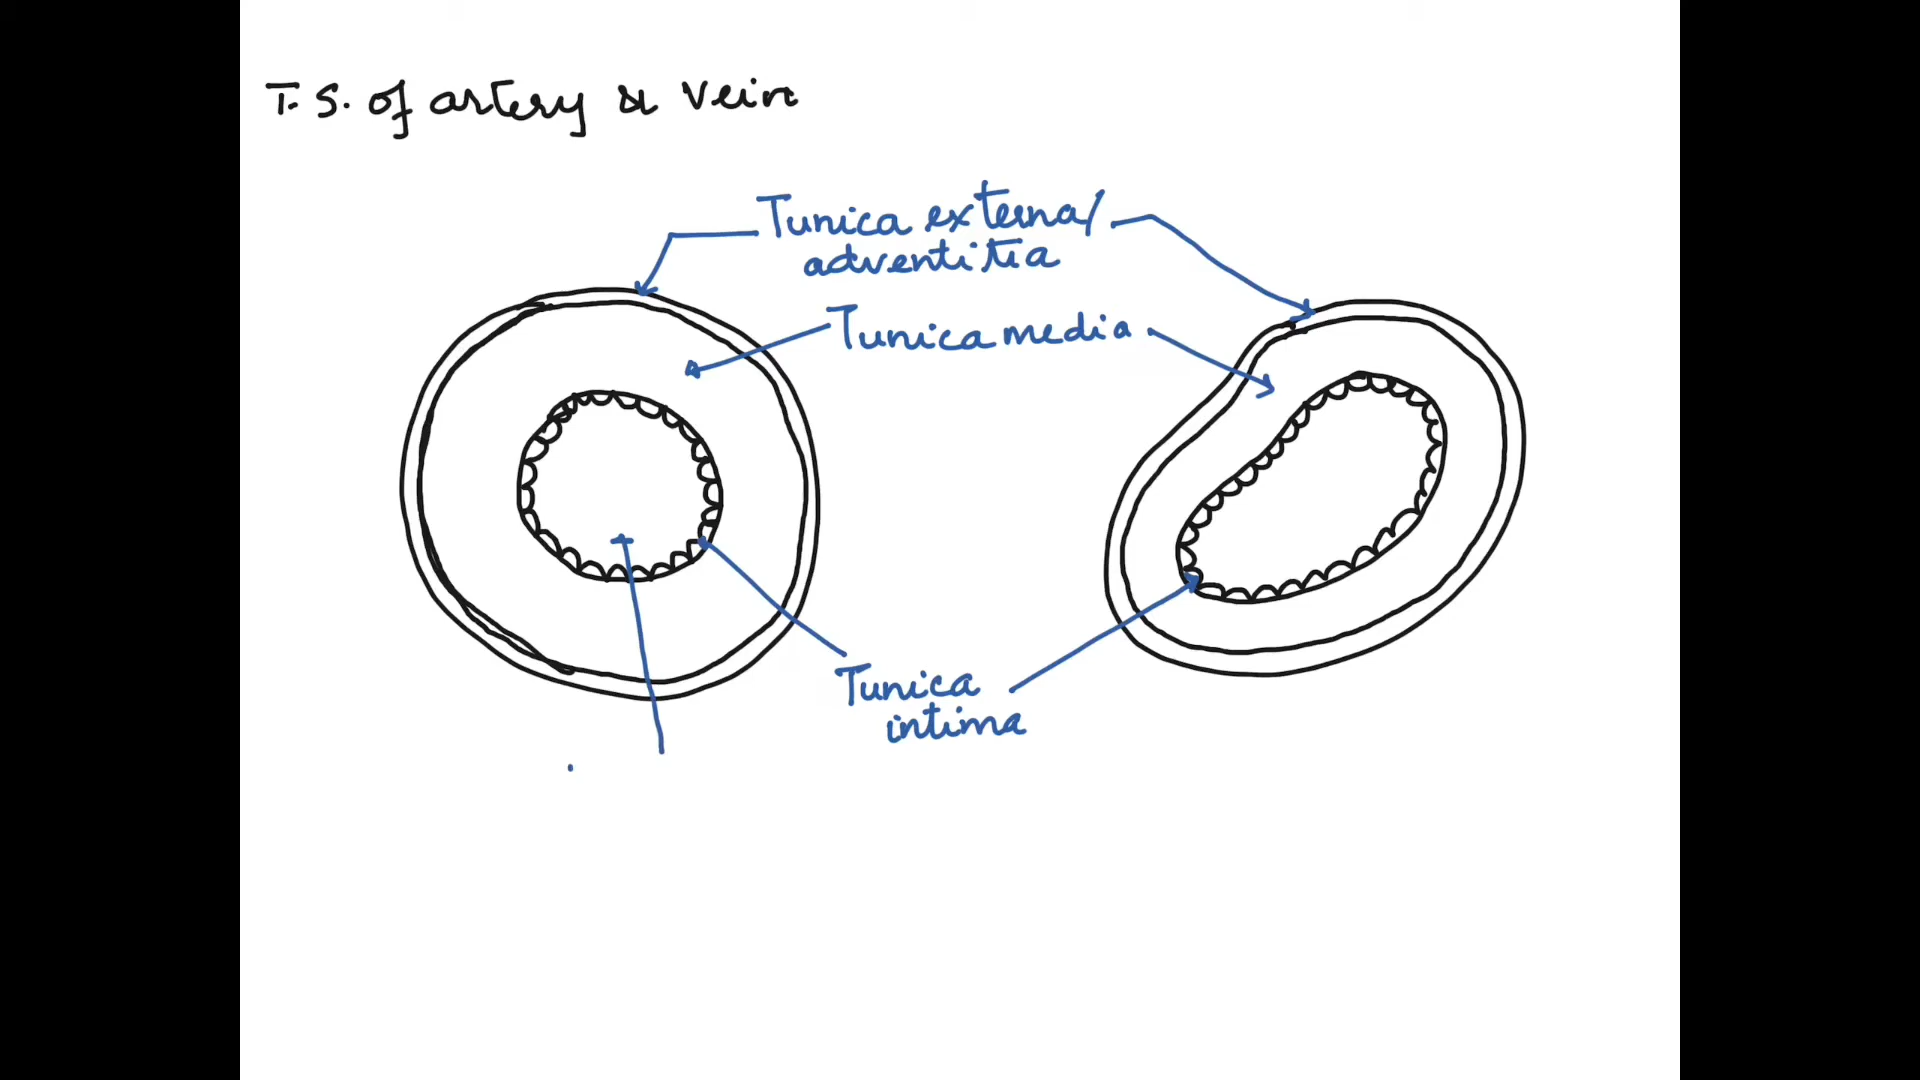 T. S. of artery & vein
Tunica externa/
adventitia
Tunica media
Tunica
intima